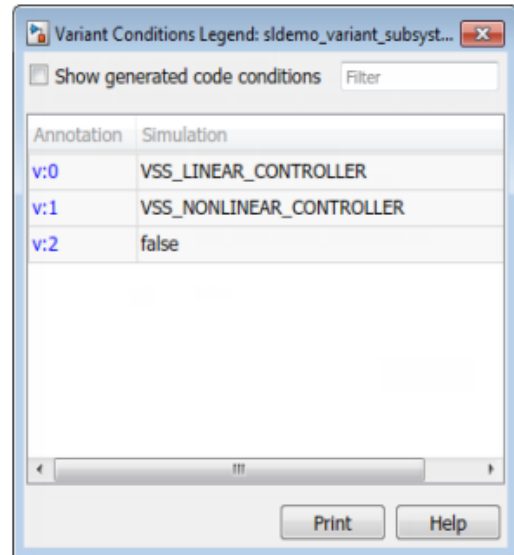 Variant Conditions Legend: sldemo_variant_subsyst...
Show generated code conditions Filter
Annotation Simulation
v:0 VSS_LINEAR_CONTROLLER
v:1 VSS_NONLINEAR_CONTROLLER
v:2 false
Print Help